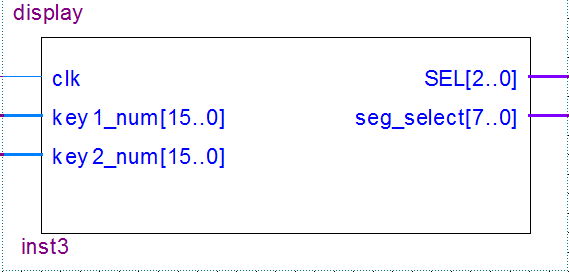 display
clk
SEL[2..0]
key1_num[15..0]
seg_select[7..0]
key2_num[15..0]
inst3